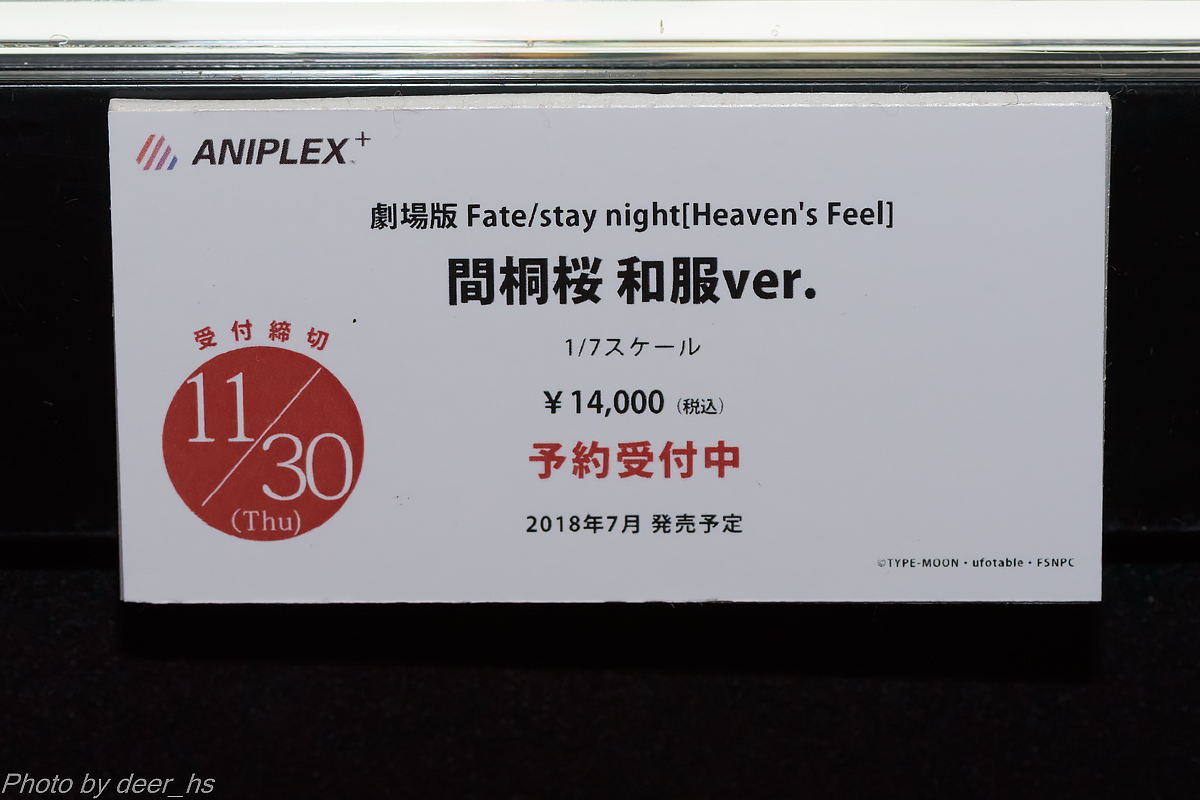 ANIPLEX+
劇場版 Fate/stay night[Heaven's Feel]
間桐桜 和服ver.
1/7スケール
¥14,000（税込）
予約受付中
2018年7月 発売予定
受付締切
11/30
(Thu)
©TYPE-MOON・ufotable・FSNPC
Photo by deer_hs